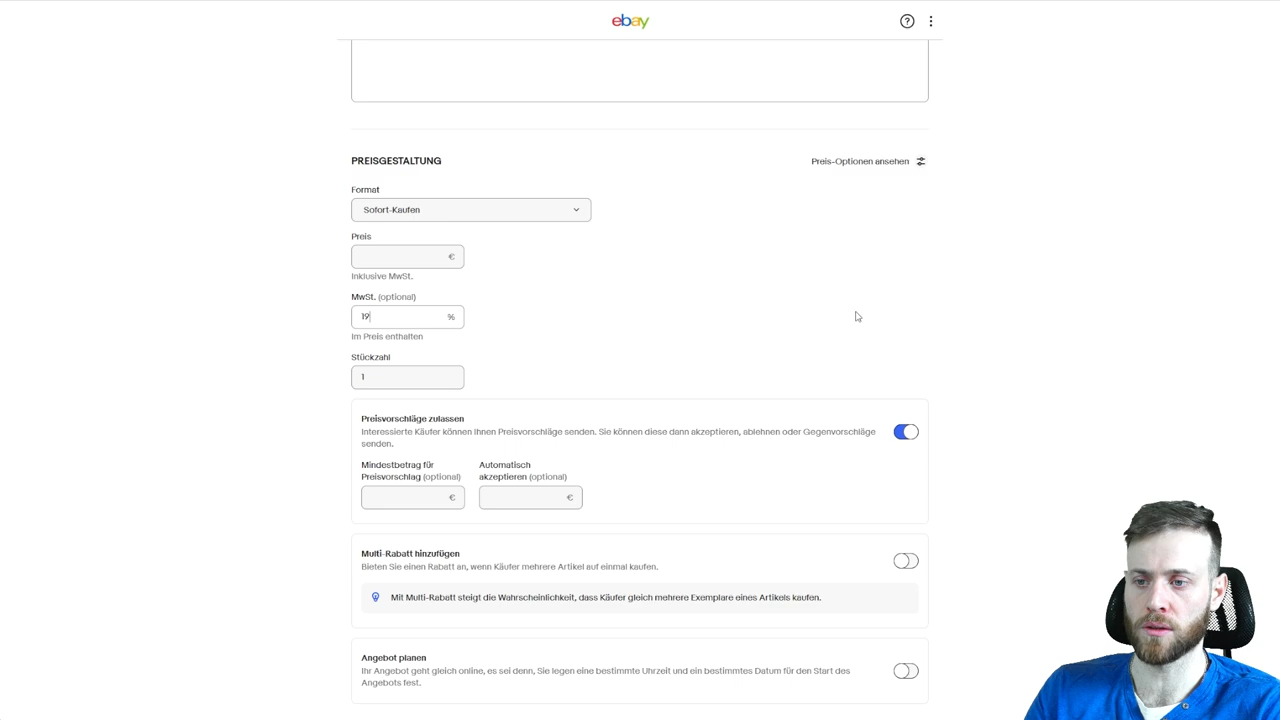 ebay
PREISGESTALTUNG
Preis-Optionen ansehen
Format
Sofort-Kaufen
Preis
€
Inklusive MwSt.
MwSt. (optional)
19
%
Im Preis enthalten
Stückzahl
1
Preisvorschläge zulassen
Interessierte Käufer können Ihnen Preisvorschläge senden. Sie können diese dann akzeptieren, ablehnen oder Gegenvorschläge
senden.
Mindestbetrag für
Preisvorschlag (optional)
€
Automatisch
akzeptieren (optional)
€
Multi-Rabatt hinzufügen
Bieten Sie einen Rabatt an, wenn Käufer mehrere Artikel auf einmal kaufen.
Mit Multi-Rabatt steigt die Wahrscheinlichkeit, dass Käufer gleich mehrere Exemplare eines Artikels kaufen.
Angebot planen
Ihr Angebot geht gleich online, es sei denn, Sie legen eine bestimmte Uhrzeit und ein bestimmtes Datum für den Start des
Angebots fest.